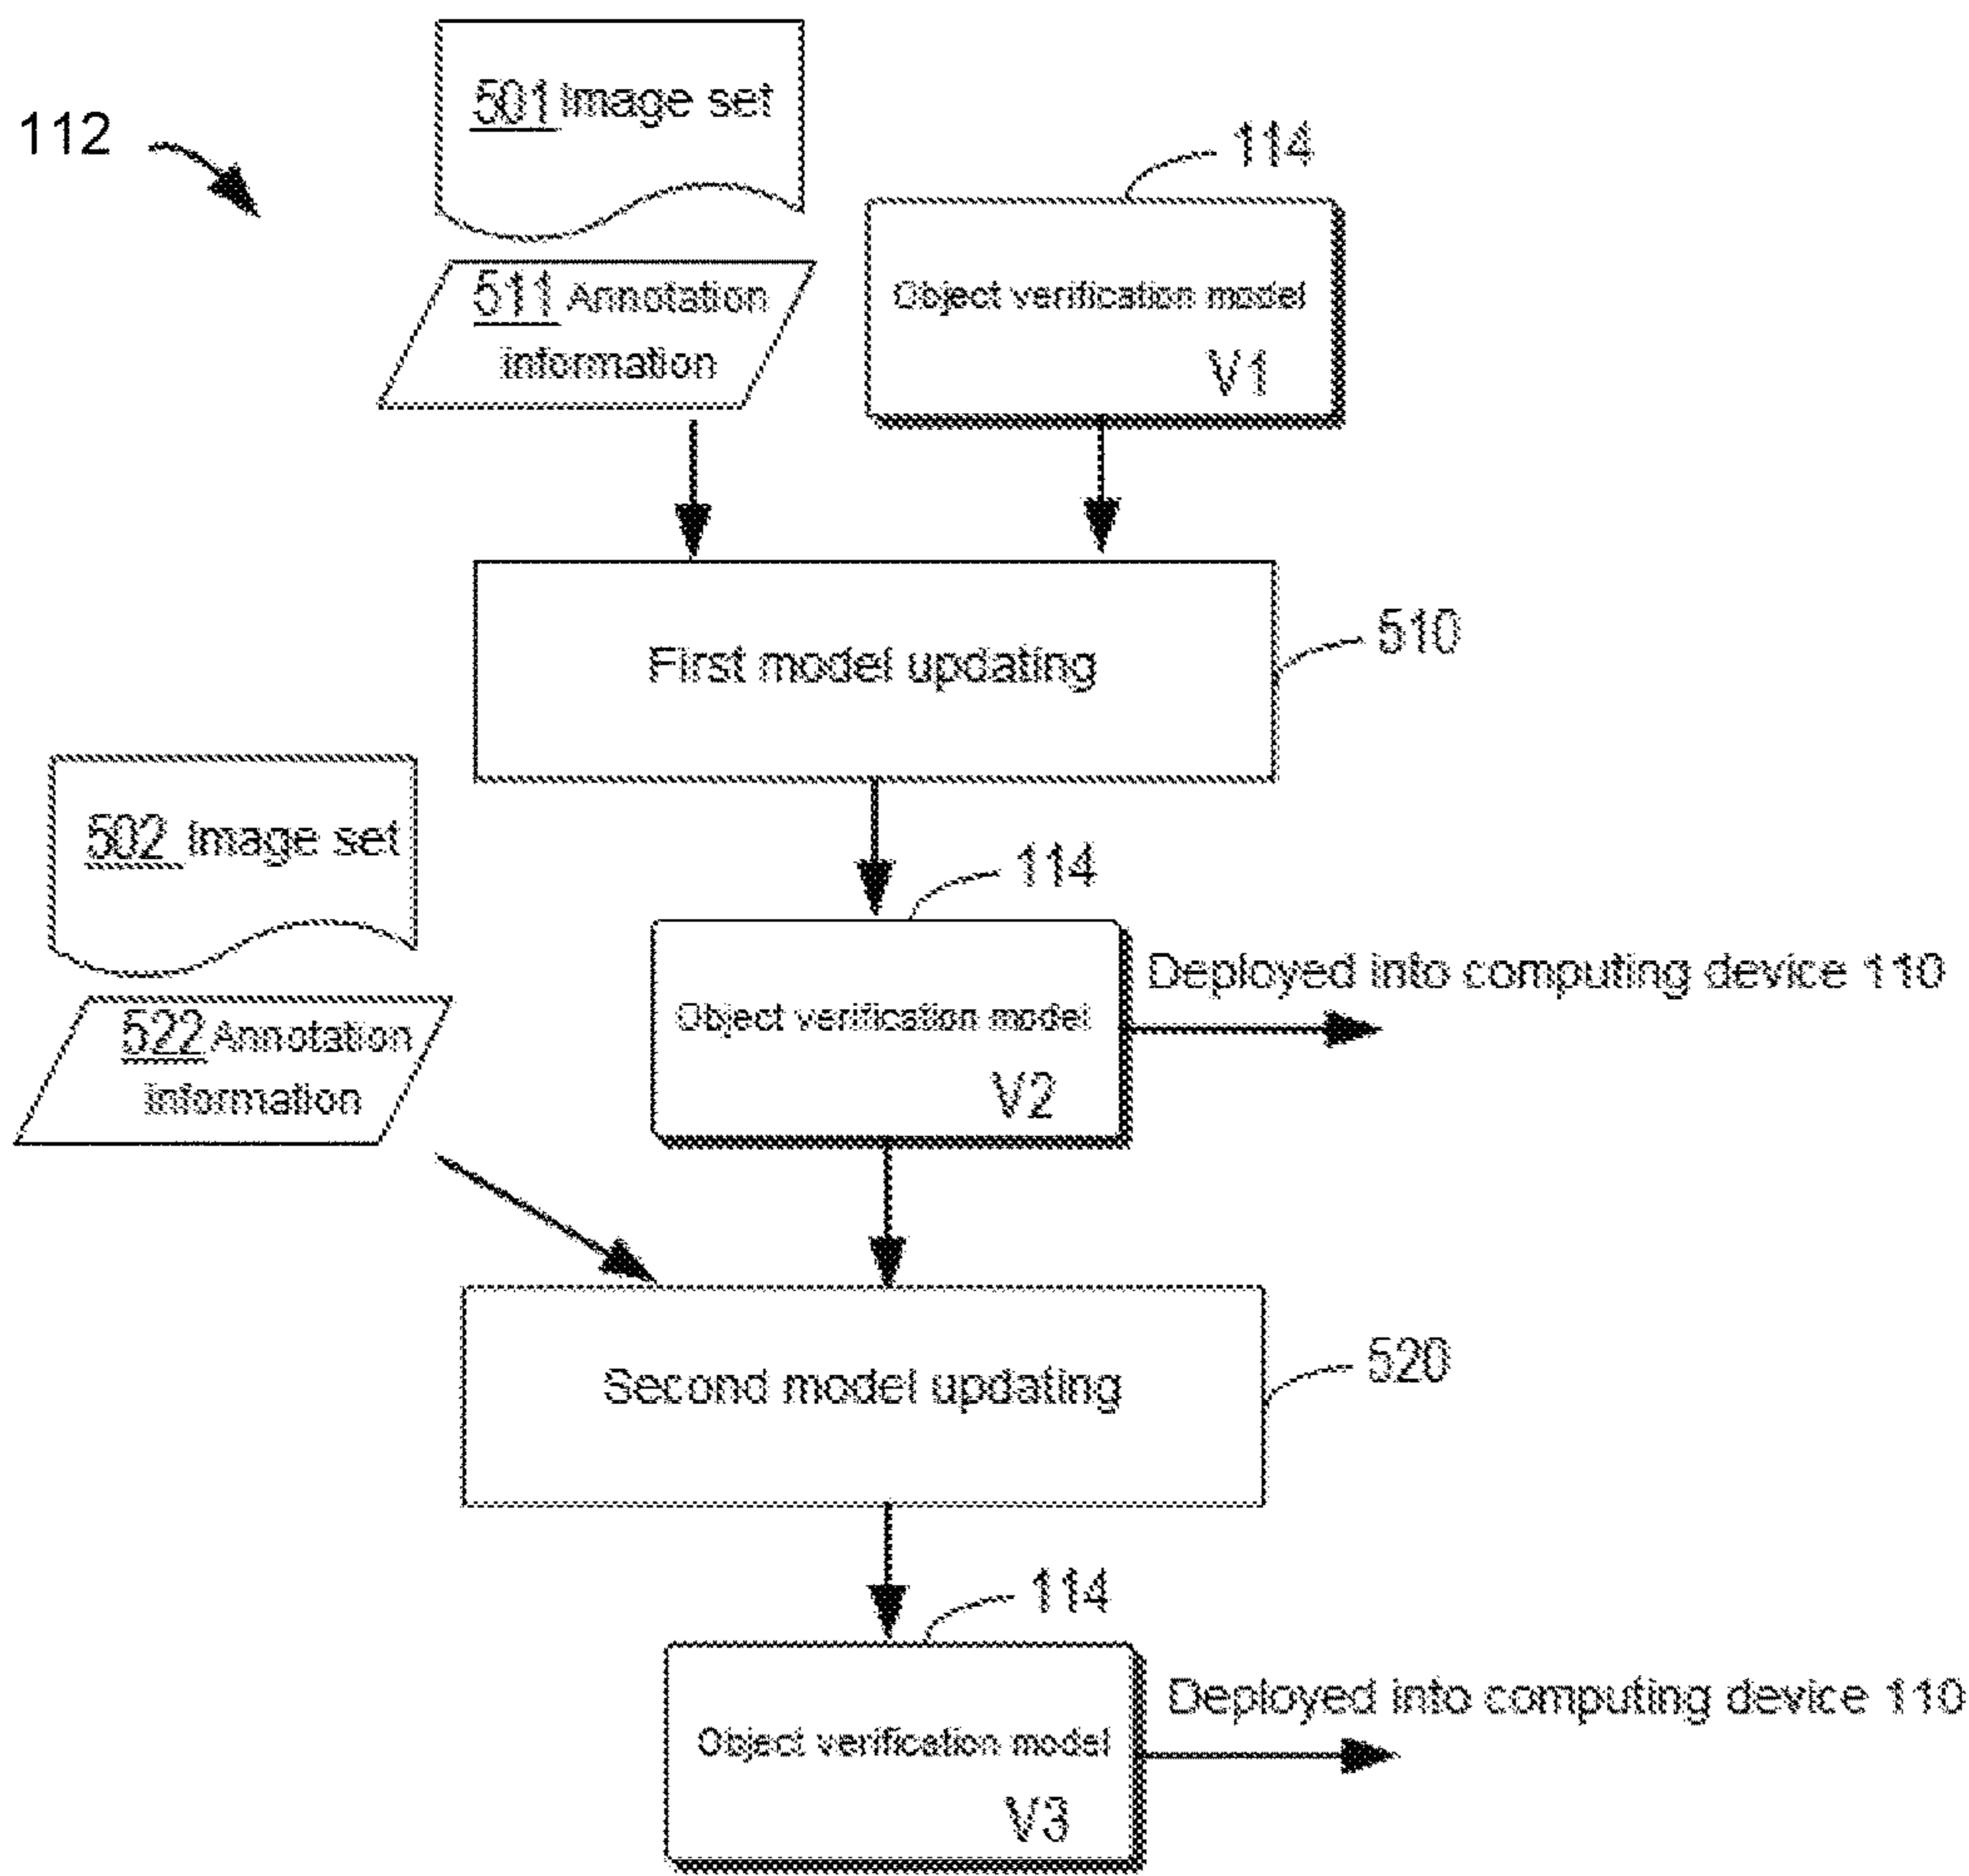 112
501 Image set
114
511 Annotation
information
Object verification model
V1
First model updating
510
502 Image set
114
522 Annotation
information
Object verification model
V2
Deployed into computing device 110
Second model updating
520
114
Object verification model
V3
Deployed into computing device 110